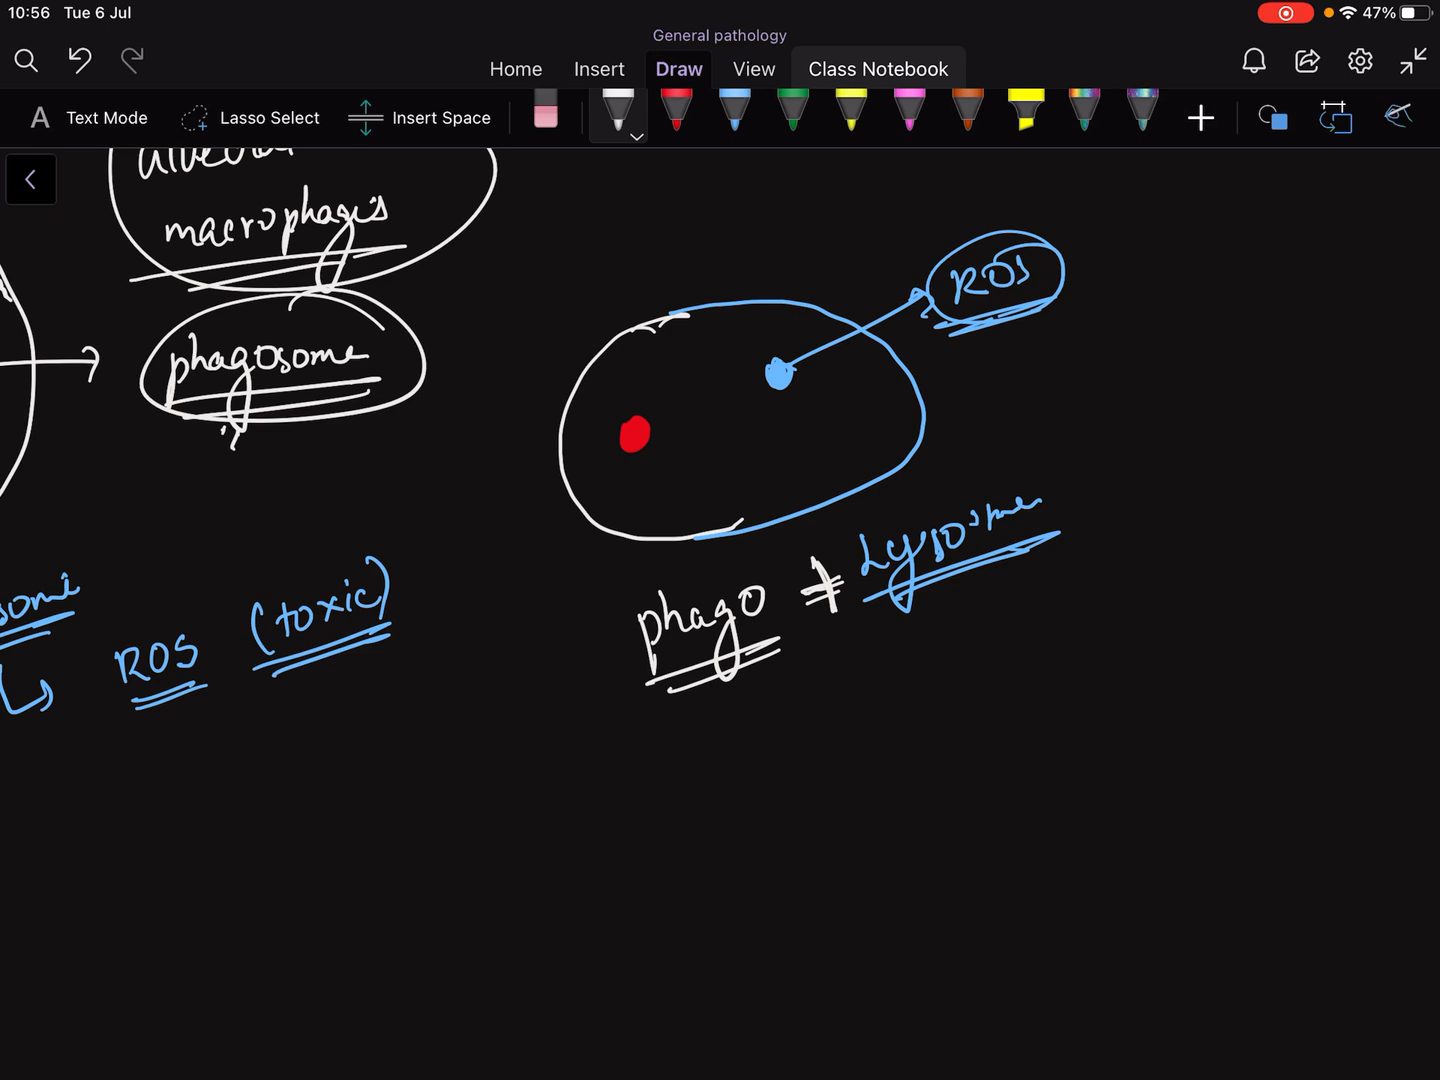 10:56 Tue 6 Jul
47%
General pathology
Home Insert Draw View Class Notebook
A Text Mode Lasso Select Insert Space
macrophages
phagosome
ROS
ROS (toxic)
phago + Lysosome